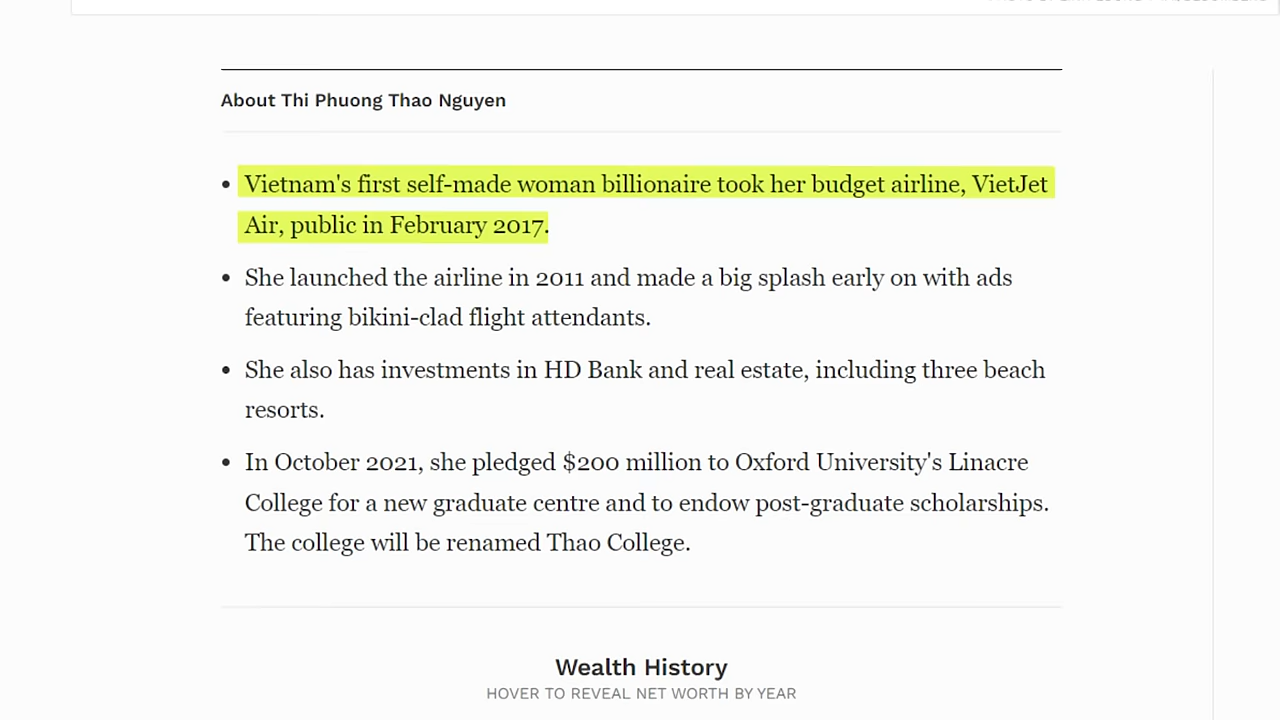 About Thi Phuong Thao Nguyen
• Vietnam's first self-made woman billionaire took her budget airline, VietJet
Air, public in February 2017.
• She launched the airline in 2011 and made a big splash early on with ads
featuring bikini-clad flight attendants.
• She also has investments in HD Bank and real estate, including three beach
resorts.
• In October 2021, she pledged $200 million to Oxford University's Linacre
College for a new graduate centre and to endow post-graduate scholarships.
The college will be renamed Thao College.
Wealth History
HOVER TO REVEAL NET WORTH BY YEAR